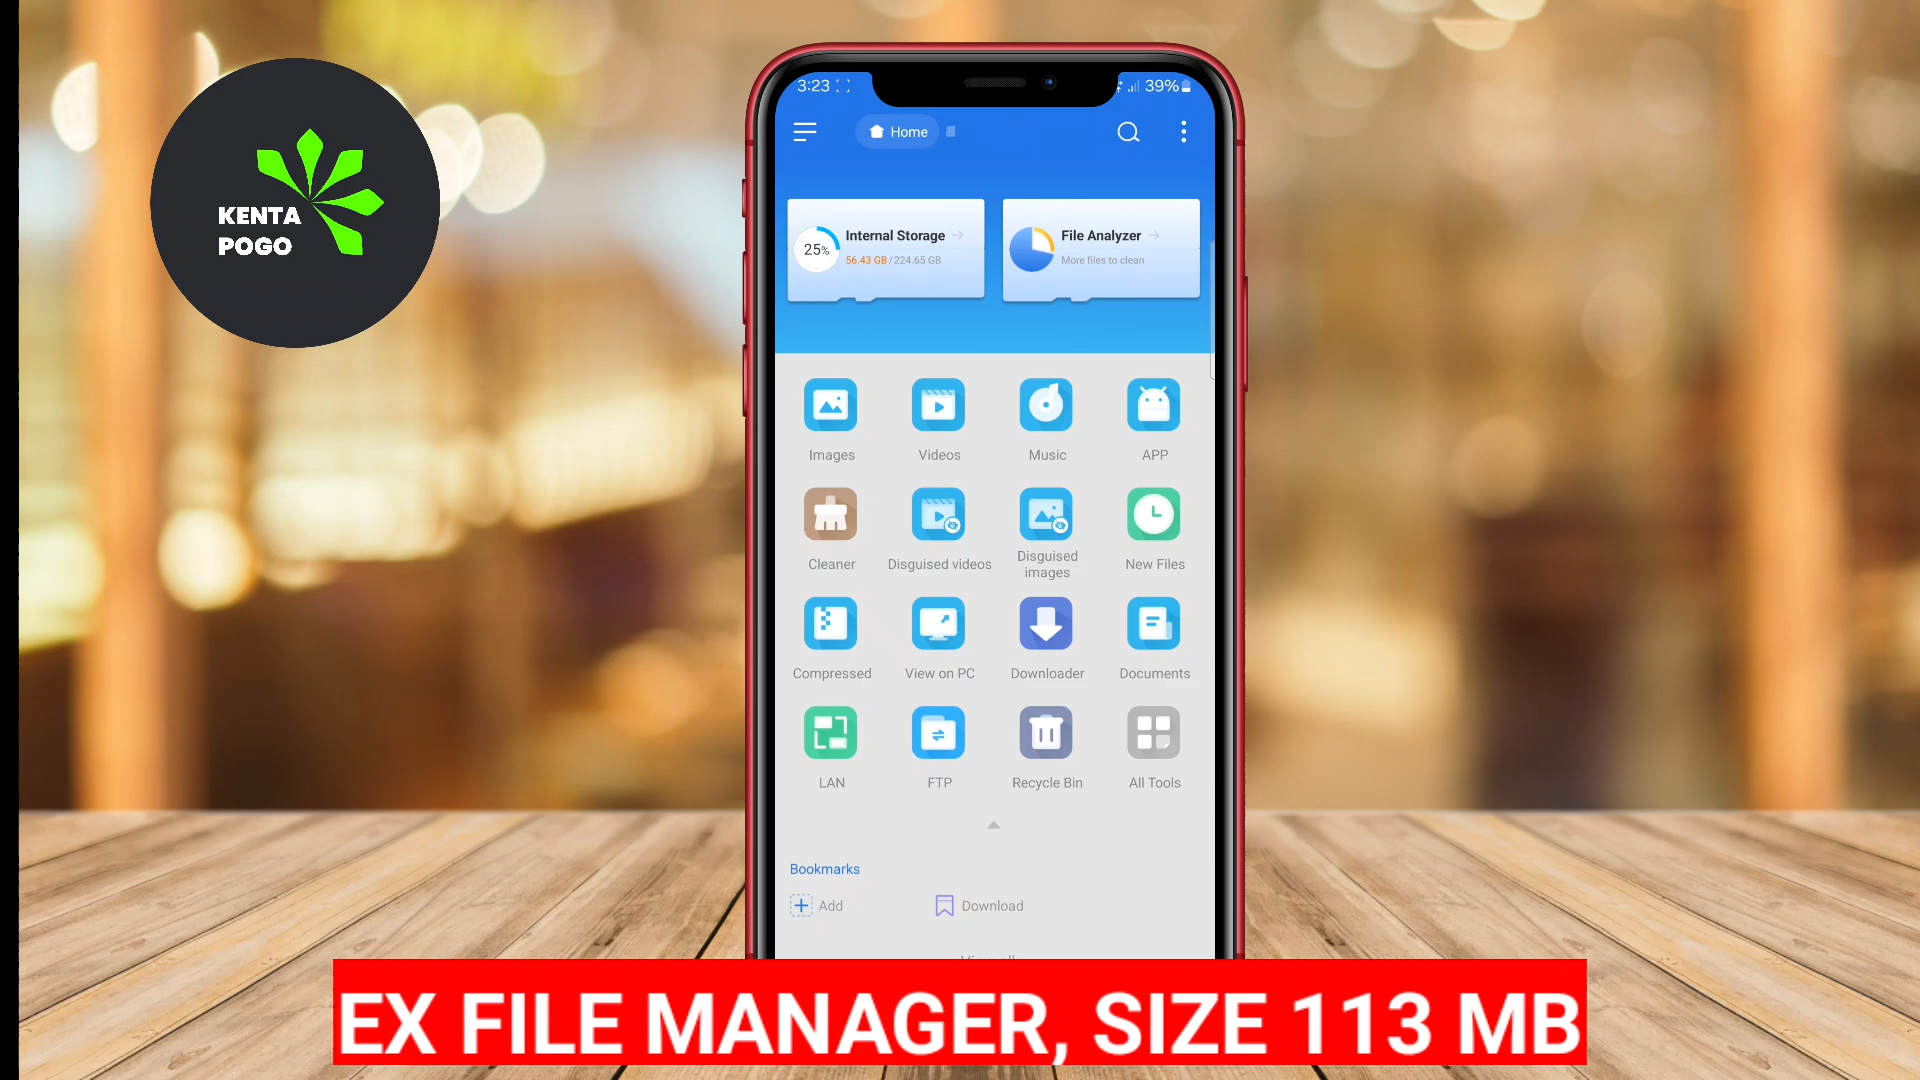 KENTA
POGO
3:23
39%
Home
25%
Internal Storage
56.43 GB/224.65 GB
File Analyzer
More files to clean
Images
Videos
Music
APP
Cleaner
Disguised videos
Disguised
images
New Files
Compressed
View on PC
Downloader
Documents
LAN
FTP
Recycle Bin
All Tools
Bookmarks
Add
Download
EX FILE MANAGER, SIZE 113 MB